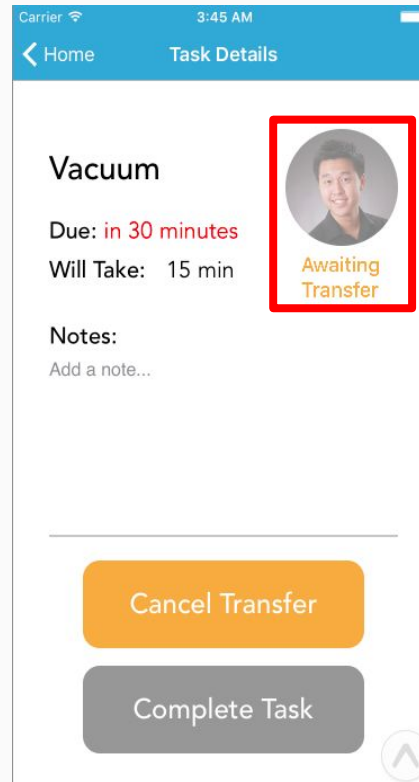 Carrier 3:45 AM
Home Task Details
Vacuum
Due: in 30 minutes
Will Take: 15 min
Awaiting
Transfer
Notes:
Add a note...
Cancel Transfer
Complete Task